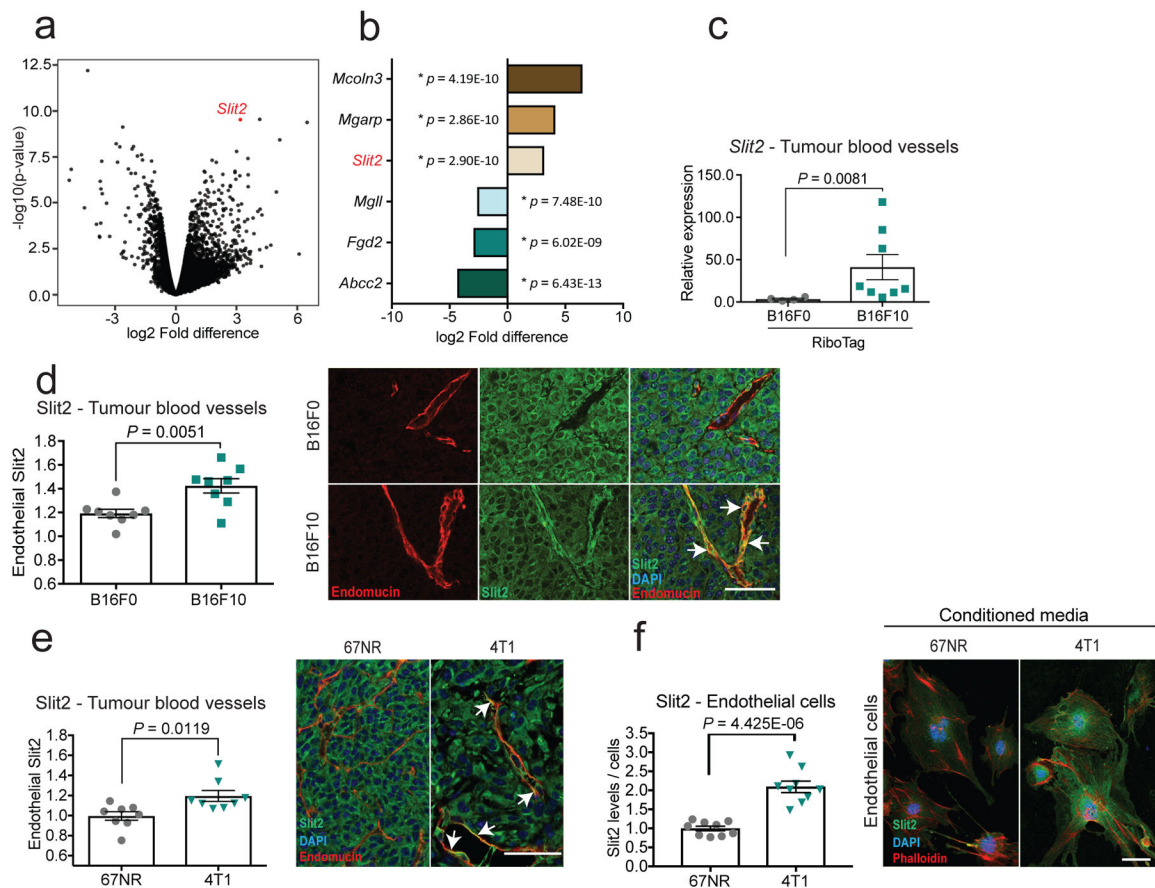 a
12.5
10.0
7.5
5.0
2.5
0.0
-log10(p-value)
Slit2
-3
0
3
6
log2 Fold difference
b
Mcoln3
* p = 4.19E-10
Mgarp
* p = 2.86E-10
Slit2
* p = 2.90E-10
Mgll
* p = 7.48E-10
Fgd2
* p = 6.02E-09
Abcc2
* p = 6.43E-13
-10
-5
0
5
10
log2 Fold difference
c
Slit2 - Tumour blood vessels
P = 0.0081
150.0
100.0
50.0
0.0
Relative expression
B16F0
B16F10
RiboTag
d
Slit2 - Tumour blood vessels
P = 0.0051
1.8
1.6
1.4
1.2
1.0
0.8
0.6
Endothelial Slit2
B16F0
B16F10
B16F0
B16F10
Endomucin
Slit2
Slit2
DAPI
Endomucin
e
Slit2 - Tumour blood vessels
P = 0.0119
1.8
1.6
1.4
1.2
1.0
0.8
0.6
Endothelial Slit2
67NR
4T1
67NR
4T1
Slit2
DAPI
Endomucin
f
Slit2 - Endothelial cells
P = 4.425E-06
3.5
3.0
2.5
2.0
1.5
1.0
0.5
0.0
Slit2 levels / cells
67NR
4T1
Conditioned media
67NR
4T1
Endothelial cells
Slit2
DAPI
Phalloidin